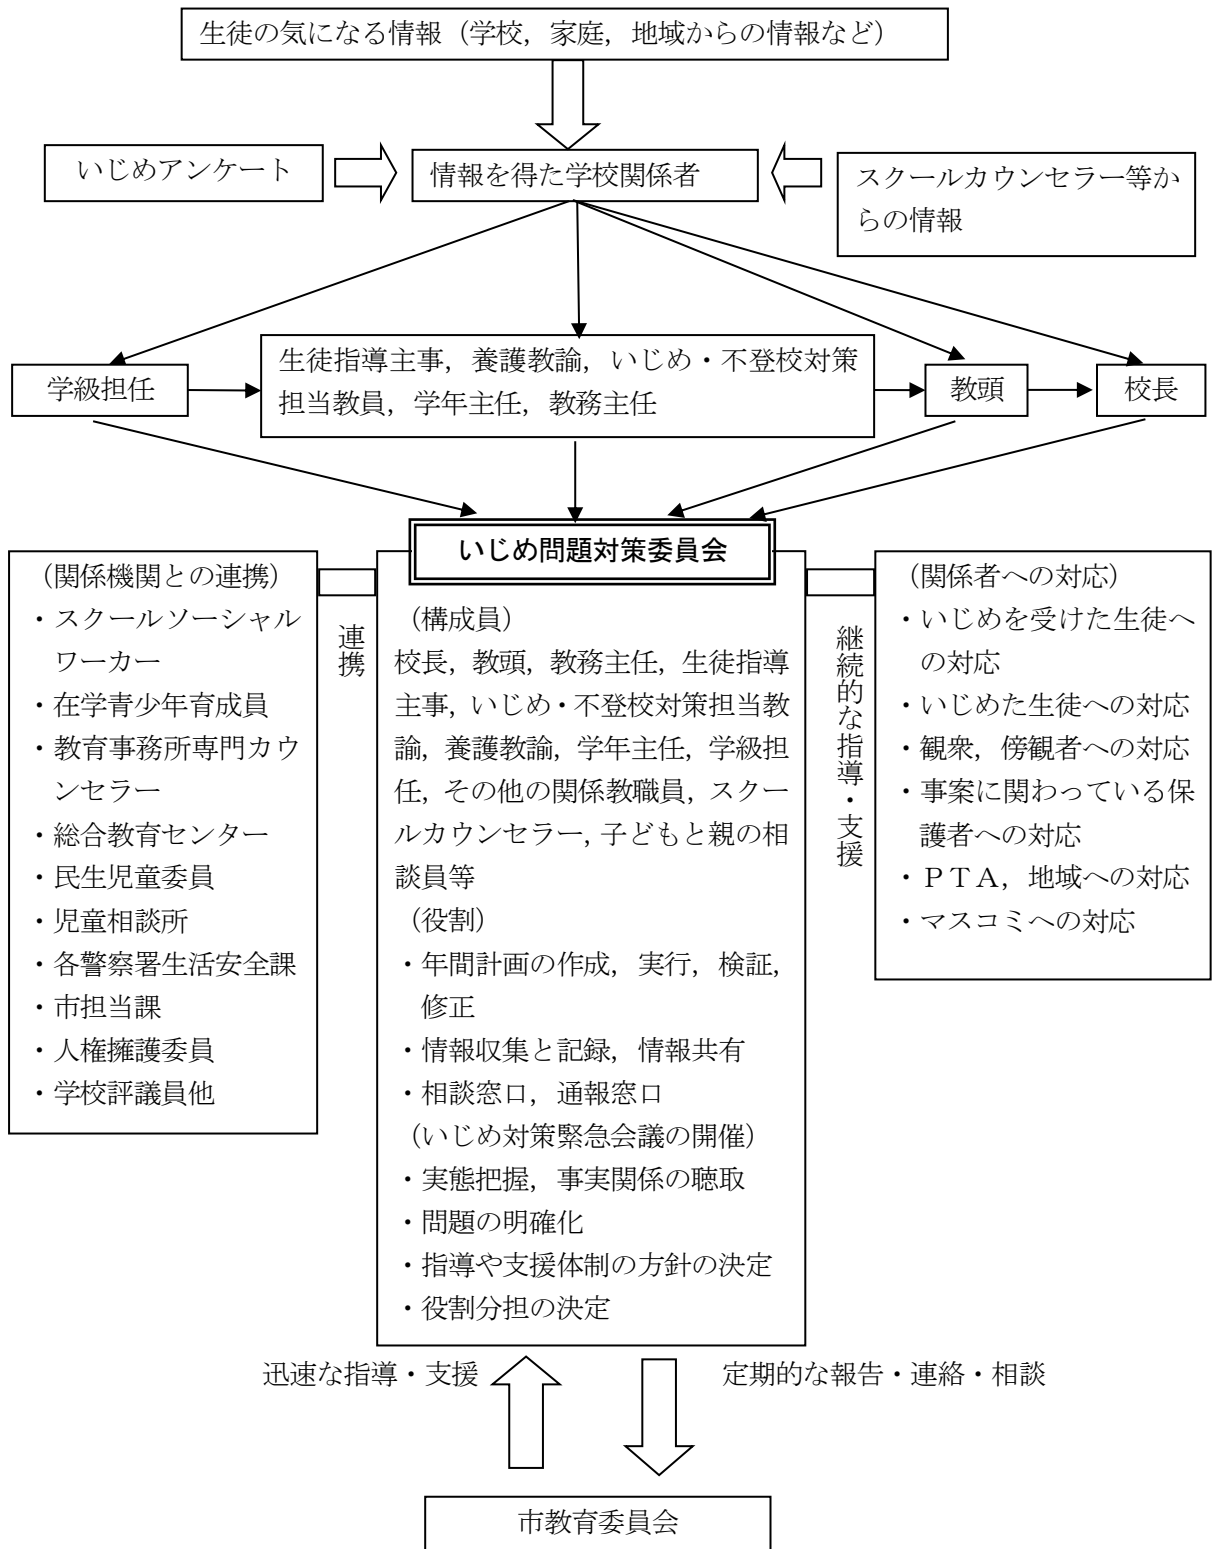 生徒の気になる情報（学校，家庭，地域からの情報など）
いじめアンケート
情報を得た学校関係者
スクールカウンセラー等か
らの情報
学級担任
生徒指導主事，養護教諭，いじめ・不登校対策
担当教員，学年主任，教務主任
教頭
校長
いじめ問題対策委員会
（関係機関との連携）
・スクールソーシャル
ワーカー
・在学青少年育成員
・教育事務所専門カウ
ンセラー
・総合教育センター
・民生児童委員
・児童相談所
・各警察署生活安全課
・市担当課
・人権擁護委員
・学校評議員他
連携
（構成員）
校長，教頭，教務主任，生徒指導
主事，いじめ・不登校対策担当教
諭，養護教諭，学年主任，学級担
任，その他の関係教職員，スクー
ルカウンセラー，子どもと親の相
談員等
（役割）
・年間計画の作成，実行，検証，
修正
・情報収集と記録，情報共有
・相談窓口，通報窓口
（いじめ対策緊急会議の開催）
・実態把握，事実関係の聴取
・問題の明確化
・指導や支援体制の方針の決定
・役割分担の決定
継続的な指導・支援
（関係者への対応）
・いじめを受けた生徒へ
の対応
・いじめた生徒への対応
・観衆，傍観者への対応
・事案に関わっている保
護者への対応
・ＰＴＡ，地域への対応
・マスコミへの対応
迅速な指導・支援
定期的な報告・連絡・相談
市教育委員会